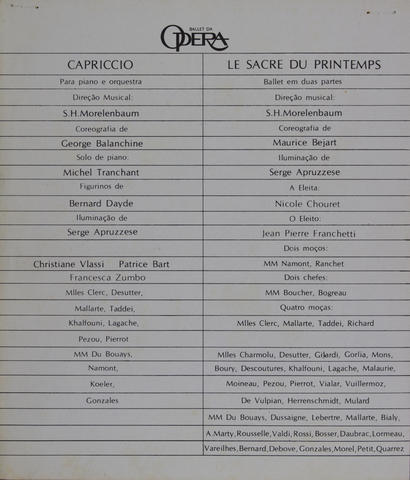 BALLET DA
OPERA
CAPRICCIO
Para piano e orquestra
Direção Musical:
S.H.Morelenbaum
Coreografia de
George Balanchine
Solo de piano:
Michel Tranchant
Figurinos de
Bernard Dayde
Iluminação de
Serge Apruzzese
Christiane Vlassi Patrice Bart
Francesca Zumbo
Mlles Clerc, Desutter,
Mallarte, Taddei,
Khalfouni, Lagache,
Pezou, Pierrot
MM Du Bouays,
Namont,
Koeler,
Gonzales
LE SACRE DU PRINTEMPS
Ballet em duas partes
Direção musical:
S.H.Morelenbaum
Coreografia de
Maurice Bejart
Iluminação de
Serge Apruzzese
A Eleita:
Nicole Chouret
O Eleito:
Jean Pierre Franchetti
Dois moços:
MM Namont, Ranchet
Dois chefes:
MM Boucher, Bogreau
Quatro moças:
Mlles Clerc, Mallarte, Taddei, Richard
Mlles Charmolu, Desutter, Gilardi, Gorlia, Mons,
Boury, Descoutures, Khalfouni, Lagache, Malaurie,
Moineau, Pezou, Pierrot, Vialar, Vuillermoz,
De Vulpian, Herrenschmidt, Mulard
MM Du Bouays, Dussaigne, Lebertre, Mallarte, Bialy,
A.Marty,Rousselle,Valdi,Rossi,Bosser,Daubrac,Lormeau,
Vareilhes,Bernard,Debove,Gonzales,Morel,Petit,Quarrez